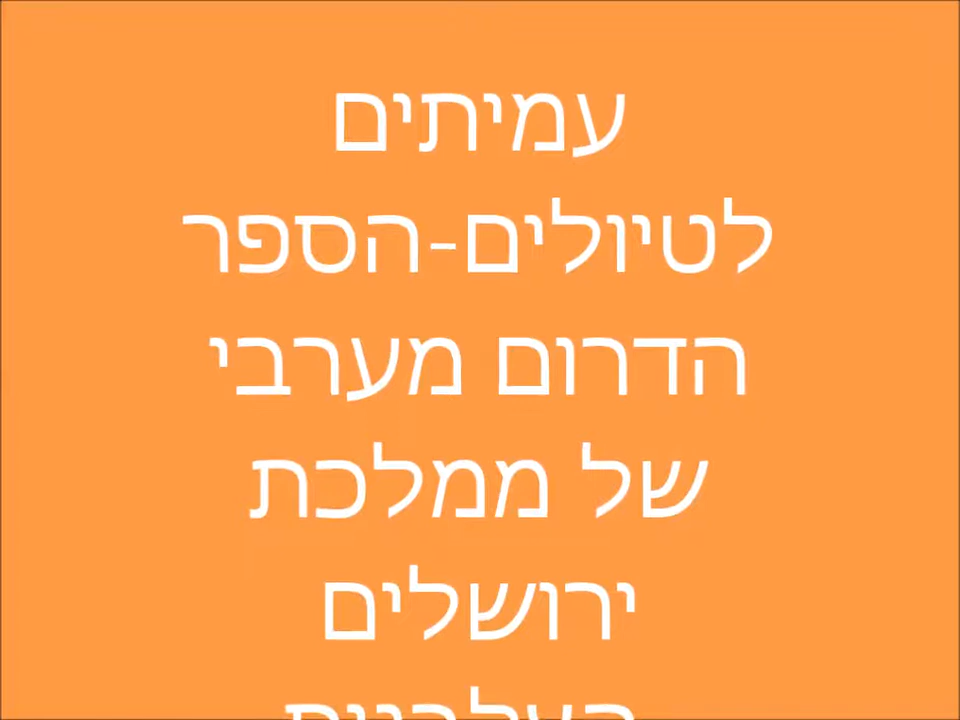 עמיתים
לטיולים-הספר
הדרום מערבי
של ממלכת
ירושלים